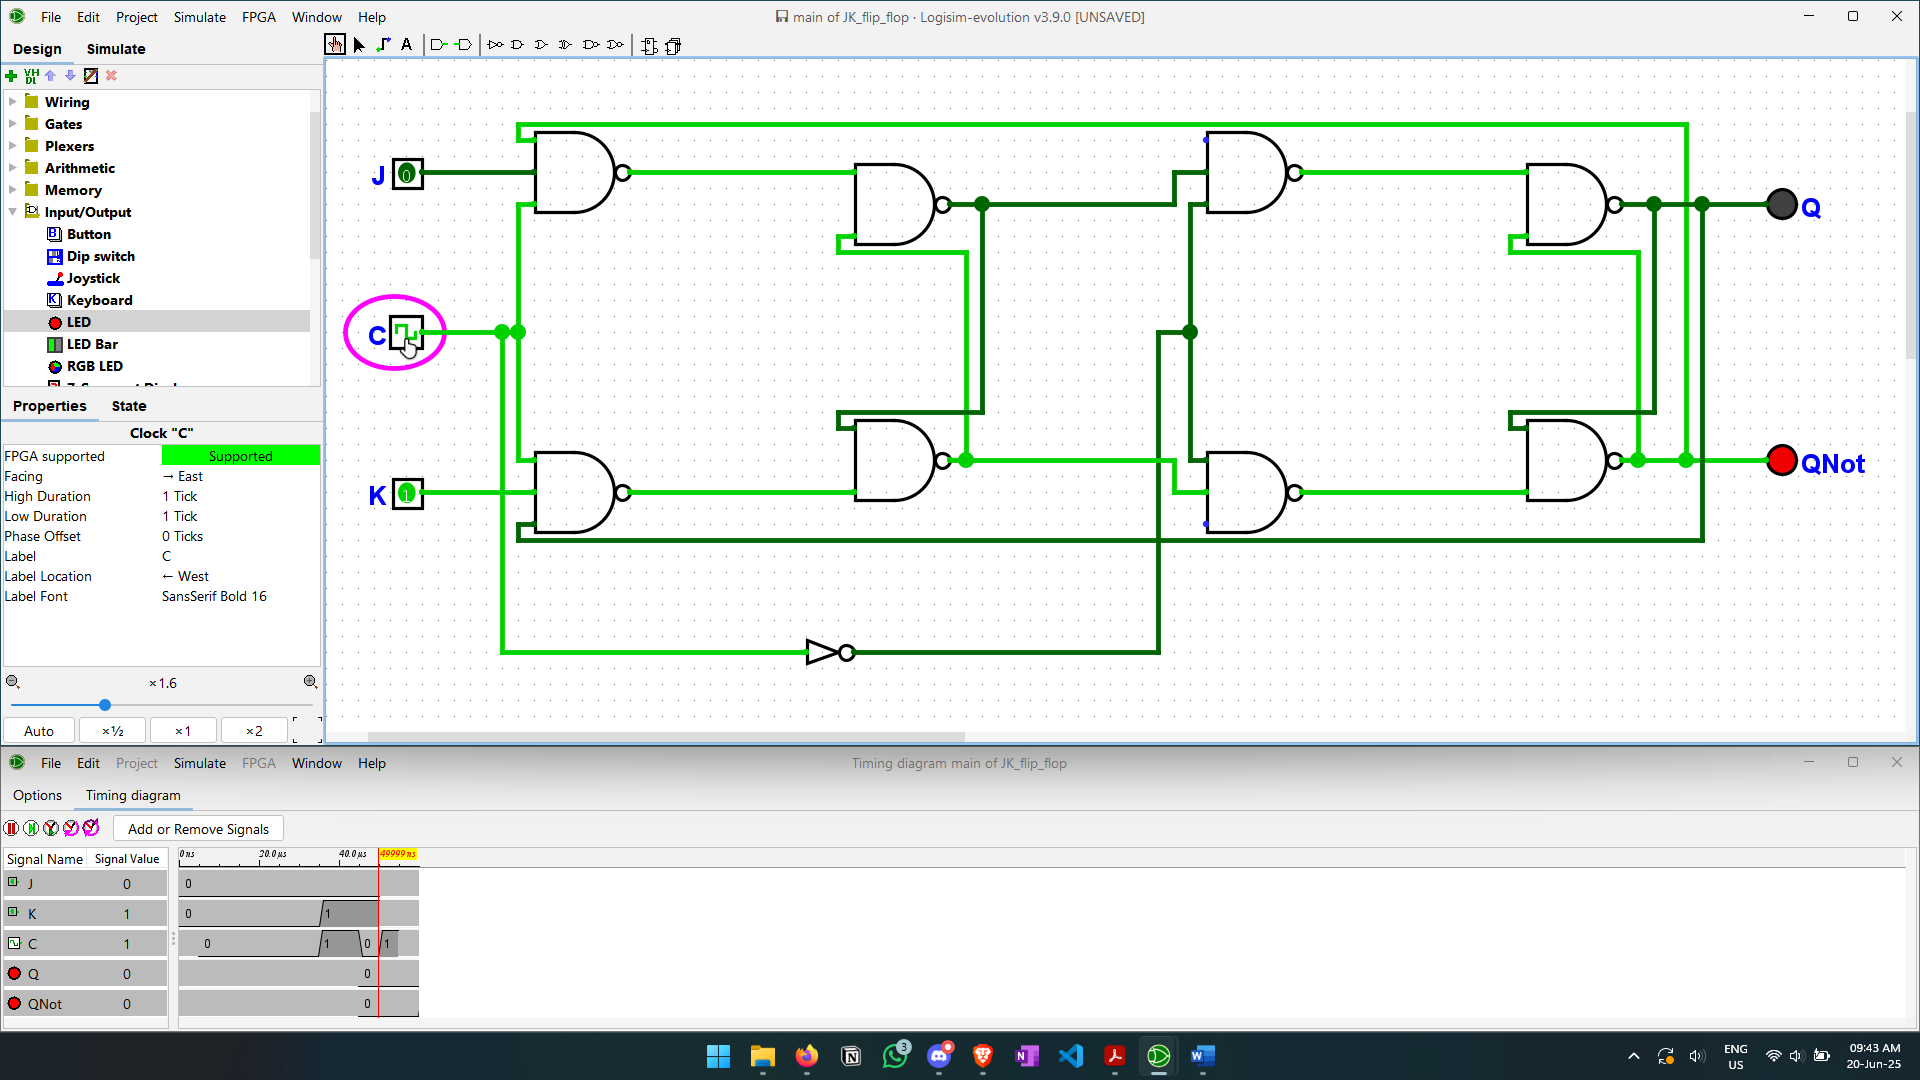 File Edit Project Simulate FPGA Window Help
main of JK_flip_flop · Logisim-evolution v3.9.0 [UNSAVED]
Design Simulate
A
VH
DL
Wiring
Gates
Plexers
Arithmetic
Memory
Input/Output
Button
Dip switch
Joystick
Keyboard
LED
LED Bar
RGB LED
Properties State
Clock "C"
FPGA supported Supported
Facing → East
High Duration 1 Tick
Low Duration 1 Tick
Phase Offset 0 Ticks
Label C
Label Location ← West
Label Font SansSerif Bold 16
×1.6
Auto ×½ ×1 ×2
J 0
C
K 1
Q
QNot
File Edit Project Simulate FPGA Window Help
Timing diagram main of JK_flip_flop
Options Timing diagram
Add or Remove Signals
Signal Name Signal Value 0 ns 20.0 µs 40.0 µs 49999 ns
J 0 0
K 1 0 1
C 1 0 1 0 1
Q 0 0
QNot 0 0
3
ENG
US
09:43 AM
20-Jun-25